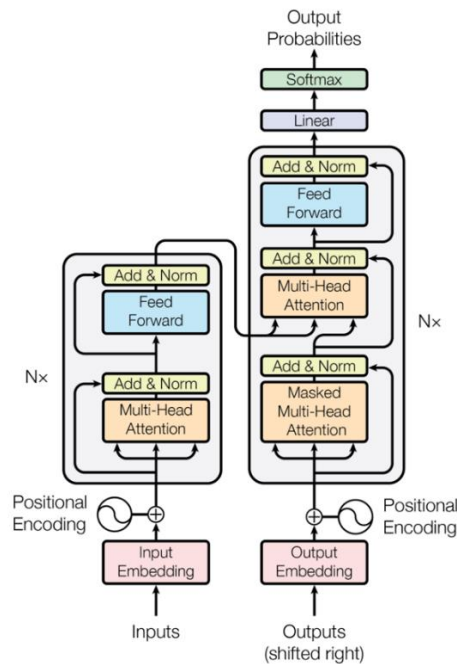 Output
Probabilities
Softmax
Linear
Add & Norm
Feed
Forward
Add & Norm
Multi-Head
Attention
Nx
Add & Norm
Masked
Multi-Head
Attention
Positional
Encoding
Output
Embedding
Outputs
(shifted right)
Add & Norm
Feed
Forward
Nx
Add & Norm
Multi-Head
Attention
Positional
Encoding
Input
Embedding
Inputs